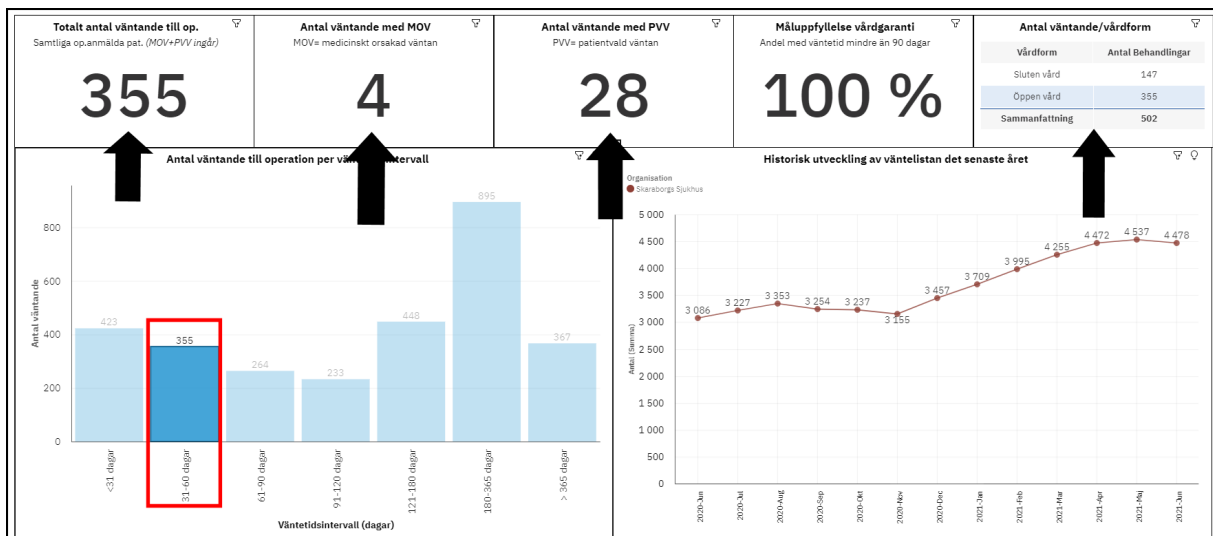 Totalt antal väntande till op.
Samtliga op.anmälda pat. (MOV+PVV ingår)
355
Antal väntande med MOV
MOV= medicinskt orsakad väntan
4
Antal väntande med PVV
PVV= patientvald väntan
28
Måluppfyllelse vårdgaranti
Andel med väntetid mindre än 90 dagar
100 %
Antal väntande/vårdform
Vårdform Antal Behandlingar
Sluten vård 147
Öppen vård 355
Sammanfattning 502
Antal väntande till operation per intervall
Antal väntande
800
600
400
200
0
423
355
264
233
448
895
367
<31 dagar
31-60 dagar
61-90 dagar
91-120 dagar
121-180 dagar
180-365 dagar
> 365 dagar
Väntetidsintervall (dagar)
Historisk utveckling av väntelistan det senaste året
Organisation
Skaraborgs Sjukhus
Antal (Summa)
5 000
4 500
4 000
3 500
3 000
2 500
2 000
1 500
1 000
500
0
3 086
3 227
3 353
3 254
3 237
3 155
3 457
3 709
3 995
4 255
4 472
4 537
4 478
2020-Jun
2020-Jul
2020-Aug
2020-Sep
2020-Okt
2020-Nov
2020-Dec
2021-Jan
2021-Feb
2021-Mar
2021-Apr
2021-Maj
2021-Jun